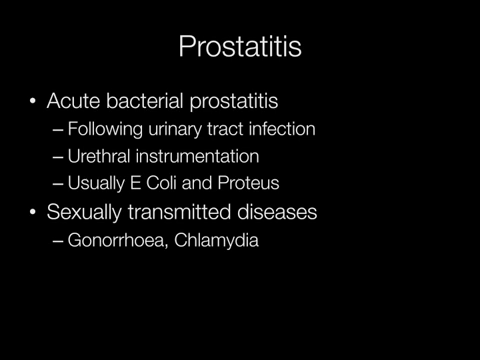 Prostatitis
• Acute bacterial prostatitis
– Following urinary tract infection
– Urethral instrumentation
– Usually E Coli and Proteus
• Sexually transmitted diseases
– Gonorrhoea, Chlamydia